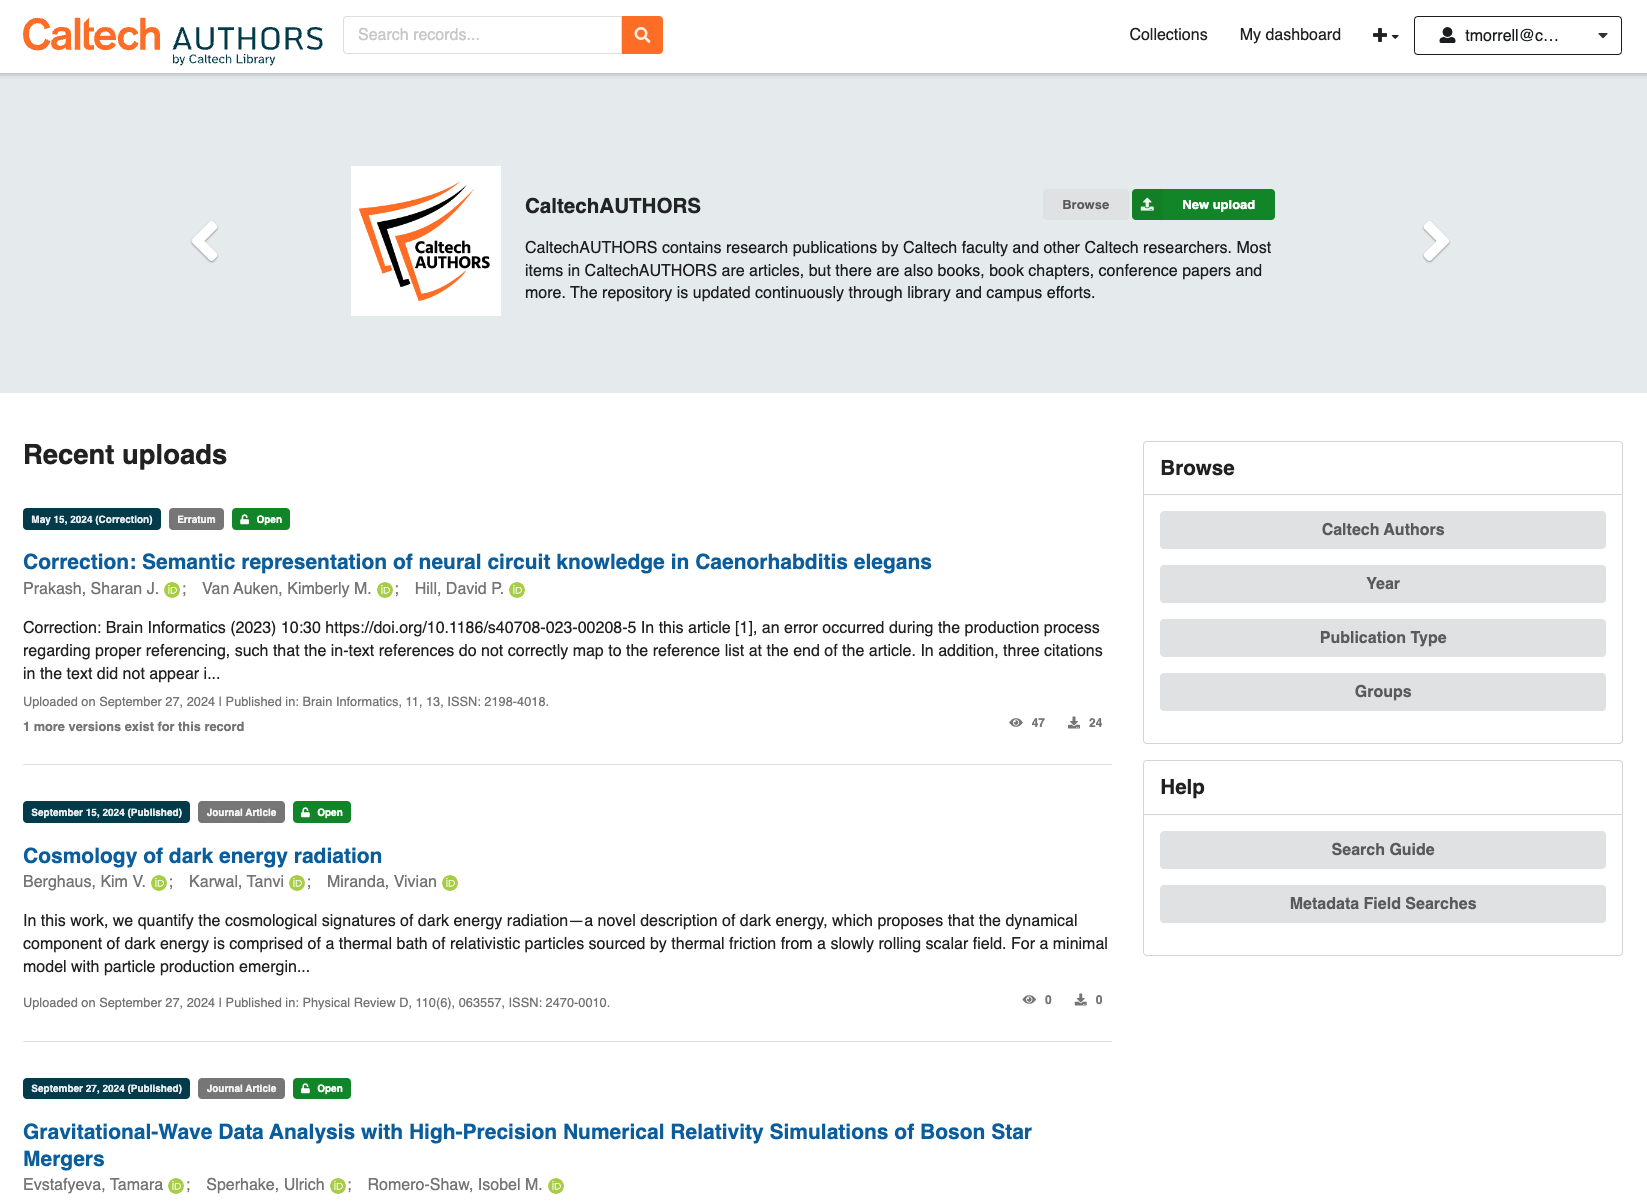 Caltech AUTHORS
by Caltech Library
Search records...
Collections
My dashboard
tmorrell@c...
Caltech
AUTHORS
CaltechAUTHORS
Browse
New upload
CaltechAUTHORS contains research publications by Caltech faculty and other Caltech researchers. Most
items in CaltechAUTHORS are articles, but there are also books, book chapters, conference papers and
more. The repository is updated continuously through library and campus efforts.
Recent uploads
May 15, 2024 (Correction) Erratum Open
Correction: Semantic representation of neural circuit knowledge in Caenorhabditis elegans
Prakash, Sharan J. iD; Van Auken, Kimberly M. iD; Hill, David P. iD
Correction: Brain Informatics (2023) 10:30 https://doi.org/10.1186/s40708-023-00208-5 In this article [1], an error occurred during the production process
regarding proper referencing, such that the in-text references do not correctly map to the reference list at the end of the article. In addition, three citations
in the text did not appear i...
Uploaded on September 27, 2024 | Published in: Brain Informatics, 11, 13, ISSN: 2198-4018.
1 more versions exist for this record
47 24
September 15, 2024 (Published) Journal Article Open
Cosmology of dark energy radiation
Berghaus, Kim V. iD; Karwal, Tanvi iD; Miranda, Vivian iD
In this work, we quantify the cosmological signatures of dark energy radiation—a novel description of dark energy, which proposes that the dynamical
component of dark energy is comprised of a thermal bath of relativistic particles sourced by thermal friction from a slowly rolling scalar field. For a minimal
model with particle production emergin...
Uploaded on September 27, 2024 | Published in: Physical Review D, 110(6), 063557, ISSN: 2470-0010.
0 0
September 27, 2024 (Published) Journal Article Open
Gravitational-Wave Data Analysis with High-Precision Numerical Relativity Simulations of Boson Star
Mergers
Evstafyeva, Tamara iD; Sperhake, Ulrich iD; Romero-Shaw, Isobel M. iD
Browse
Caltech Authors
Year
Publication Type
Groups
Help
Search Guide
Metadata Field Searches